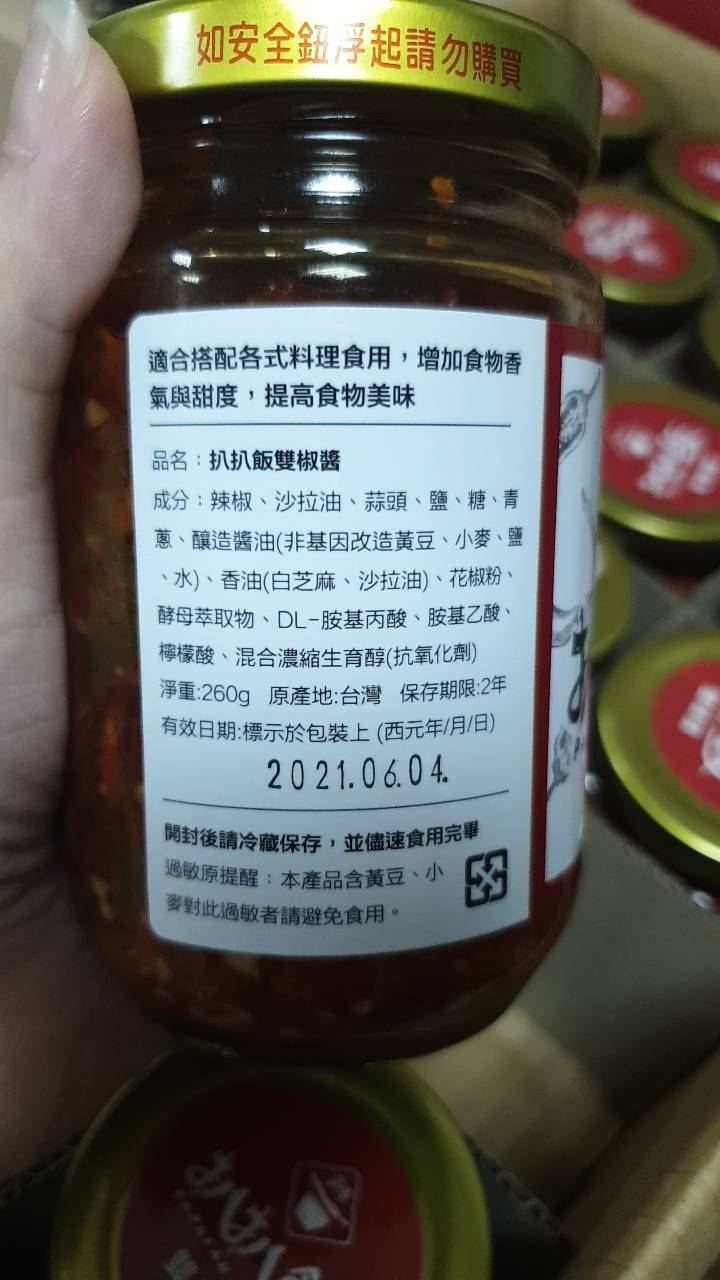 如安全鈕浮起請勿購買
適合搭配各式料理食用，增加食物香
氣與甜度，提高食物美味
品名：扒扒飯雙椒醬
成分：辣椒、沙拉油、蒜頭、鹽、糖、青
蔥、釀造醬油(非基因改造黃豆、小麥、鹽
、水)、香油(白芝麻、沙拉油)、花椒粉、
酵母萃取物、DL-胺基丙酸、胺基乙酸、
檸檬酸、混合濃縮生育醇(抗氧化劑)
淨重:260g 原產地:台灣 保存期限:2年
有效日期:標示於包裝上 (西元年/月/日)
2021.06.04.
開封後請冷藏保存，並儘速食用完畢
過敏原提醒：本產品含黃豆、小
麥對此過敏者請避免食用。